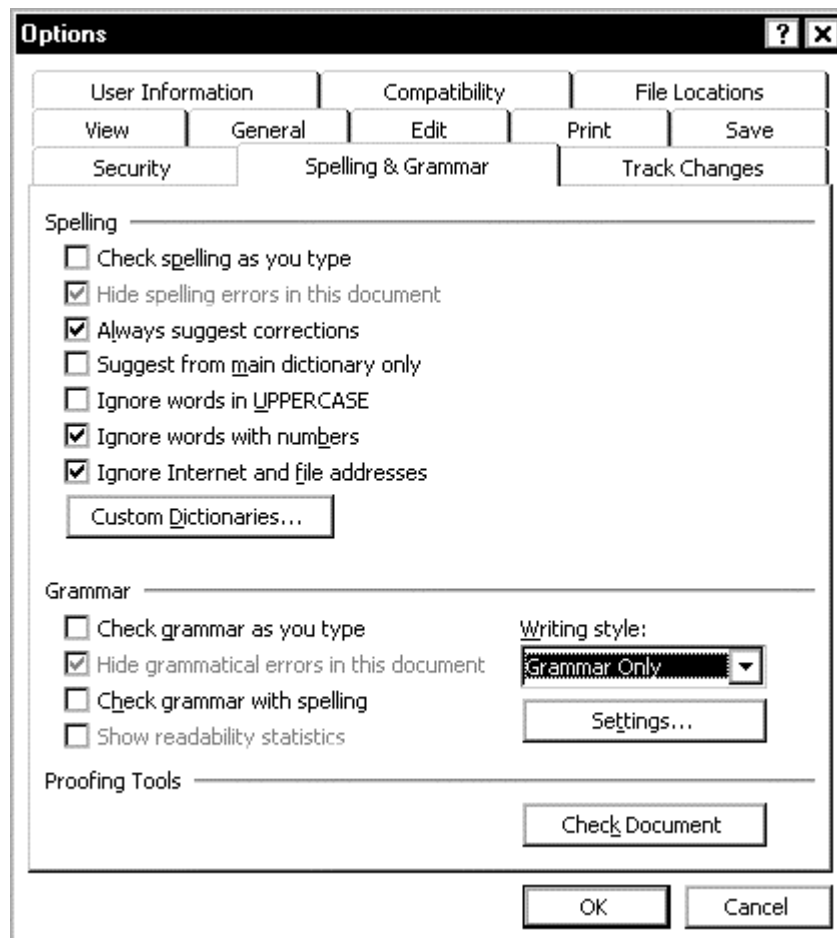 Options
User Information Compatibility File Locations
View General Edit Print Save
Security Spelling & Grammar Track Changes
Spelling
Check spelling as you type
Hide spelling errors in this document
Always suggest corrections
Suggest from main dictionary only
Ignore words in UPPERCASE
Ignore words with numbers
Ignore Internet and file addresses
Custom Dictionaries...
Grammar
Check grammar as you type Writing style:
Hide grammatical errors in this document Grammar Only
Check grammar with spelling
Settings...
Show readability statistics
Proofing Tools
Check Document
OK Cancel